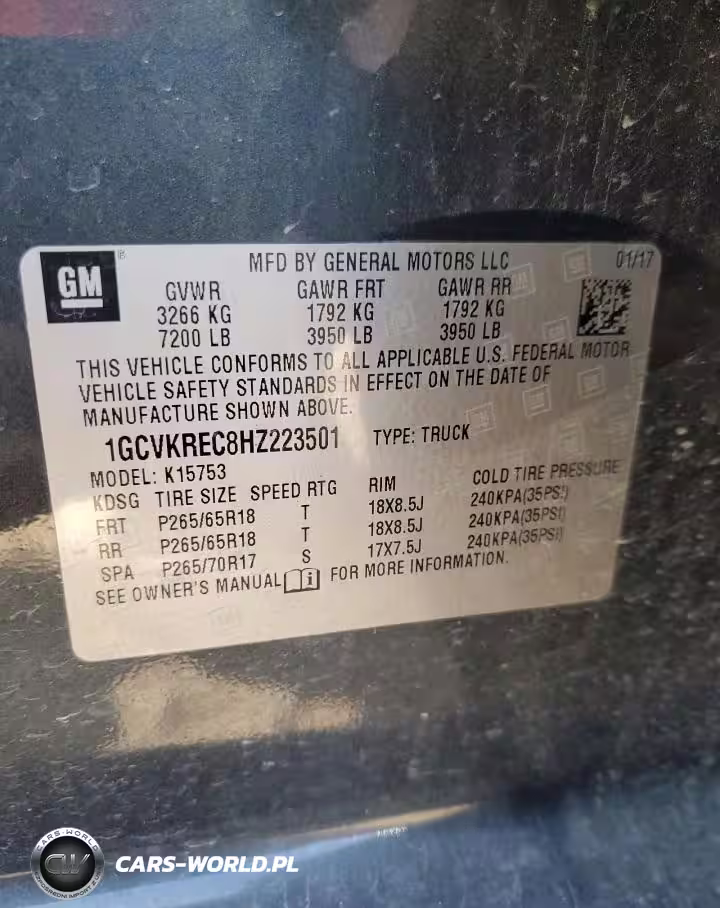 GM ®
MFD BY GENERAL MOTORS LLC 01/17
GVWR GAWR FRT GAWR RR
3266 KG 1792 KG 1792 KG
7200 LB 3950 LB 3950 LB
THIS VEHICLE CONFORMS TO ALL APPLICABLE U.S. FEDERAL MOTOR
VEHICLE SAFETY STANDARDS IN EFFECT ON THE DATE OF
MANUFACTURE SHOWN ABOVE.
1GCVKREC8HZ223501 TYPE: TRUCK
MODEL: K15753
KDSG TIRE SIZE SPEED RTG RIM COLD TIRE PRESSURE
FRT P265/65R18 T 18X8.5J 240KPA(35PSI)
RR P265/65R18 T 18X8.5J 240KPA(35PSI)
SPA P265/70R17 S 17X7.5J 240KPA(35PSI)
SEE OWNER'S MANUAL FOR MORE INFORMATION.
CARS-WORLD
CW
CARS-WORLD.PL